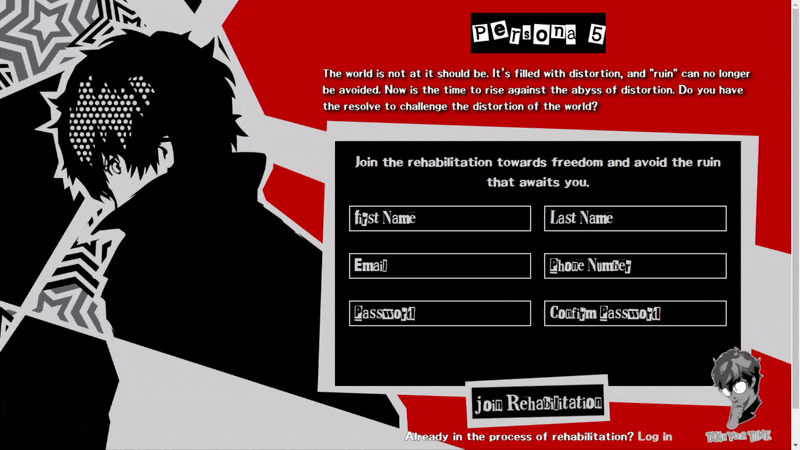 Persona 5
The world is not at it should be. It's filled with distortion, and "ruin" can no longer
be avoided. Now is the time to rise against the abyss of distortion. Do you have
the resolve to challenge the distortion of the world?
Join the rehabilitation towards freedom and avoid the ruin
that awaits you.
first Name
Last Name
Email
Phone Number
Password
Confirm Password
join Rehabilitation
TAKe YouR TIME
Already in the process of rehabilitation? Log in